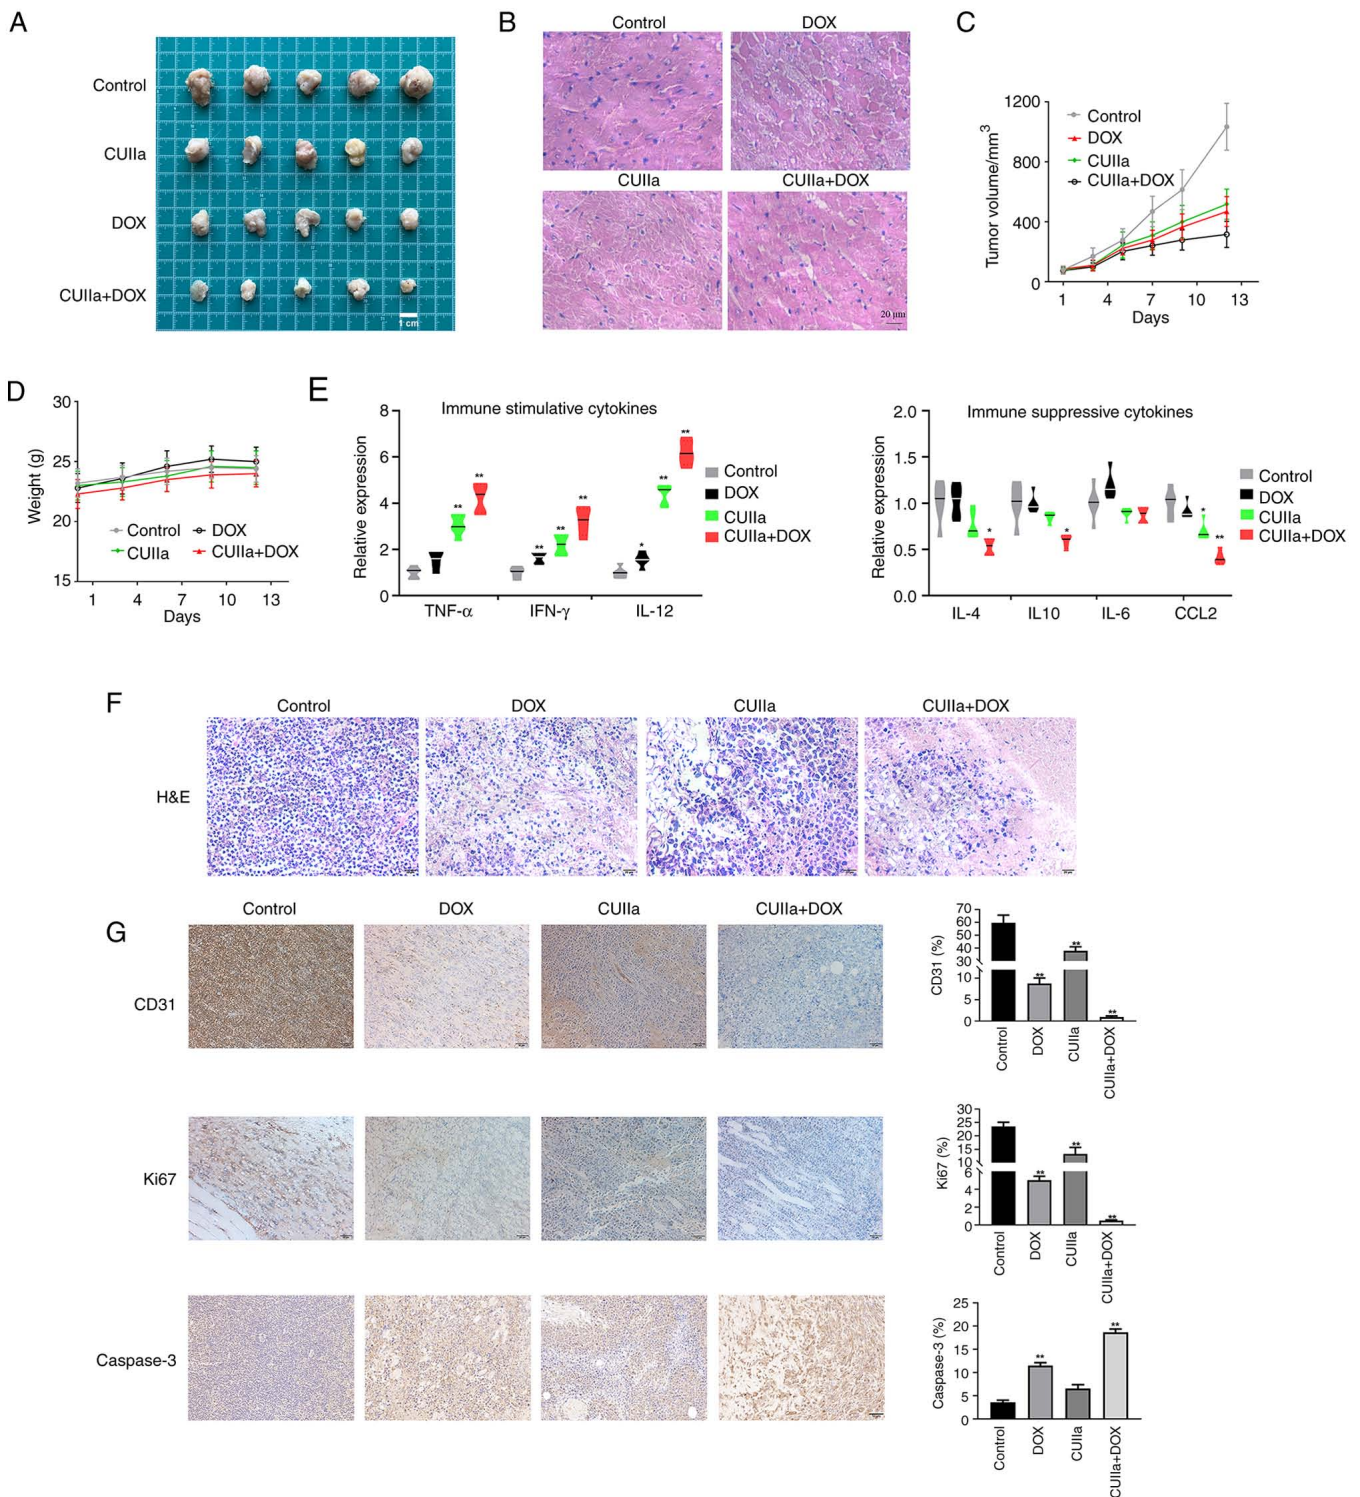 A
Control
CUIIa
DOX
CUIIa+DOX
1 cm
B
Control
DOX
CUIIa
CUIIa+DOX
20 μm
C
Tumor volume/mm³
1200
800
400
0
Control
DOX
CUIIa
CUIIa+DOX
1 4 7 10 13
Days
D
Weight (g)
30
25
20
15
Control
DOX
CUIIa
CUIIa+DOX
1 4 7 10 13
Days
E
Immune stimulative cytokines
Relative expression
8
6
4
2
0
** ** ** ** ** * ** **
TNF-α IFN-γ IL-12
Control
DOX
CUIIa
CUIIa+DOX
Immune suppressive cytokines
Relative expression
2.0
1.5
1.0
0.5
0.0
* * * **
IL-4 IL10 IL-6 CCL2
Control
DOX
CUIIa
CUIIa+DOX
F
Control DOX CUIIa CUIIa+DOX
H&E
G
Control DOX CUIIa CUIIa+DOX
CD31
CD31 (%)
70
60
50
40
30
10
5
0
** ** **
Control DOX CUIIa CUIIa+DOX
Ki67
Ki67 (%)
30
25
20
15
10
6
4
2
0
** ** **
Control DOX CUIIa CUIIa+DOX
Caspase-3
Caspase-3 (%)
25
20
15
10
5
0
** **
Control DOX CUIIa CUIIa+DOX